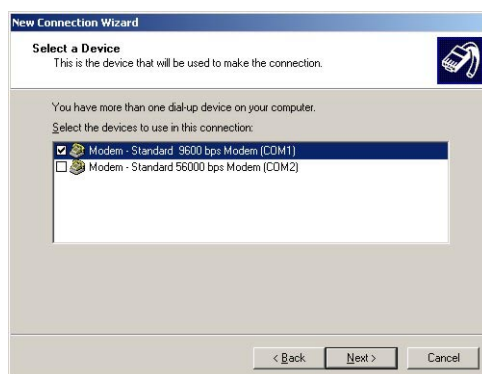 New Connection Wizard
Select a Device
This is the device that will be used to make the connection.
You have more than one dial-up device on your computer.
Select the devices to use in this connection:
Modem - Standard 9600 bps Modem (COM1)
Modem - Standard 56000 bps Modem (COM2)
< Back Next > Cancel